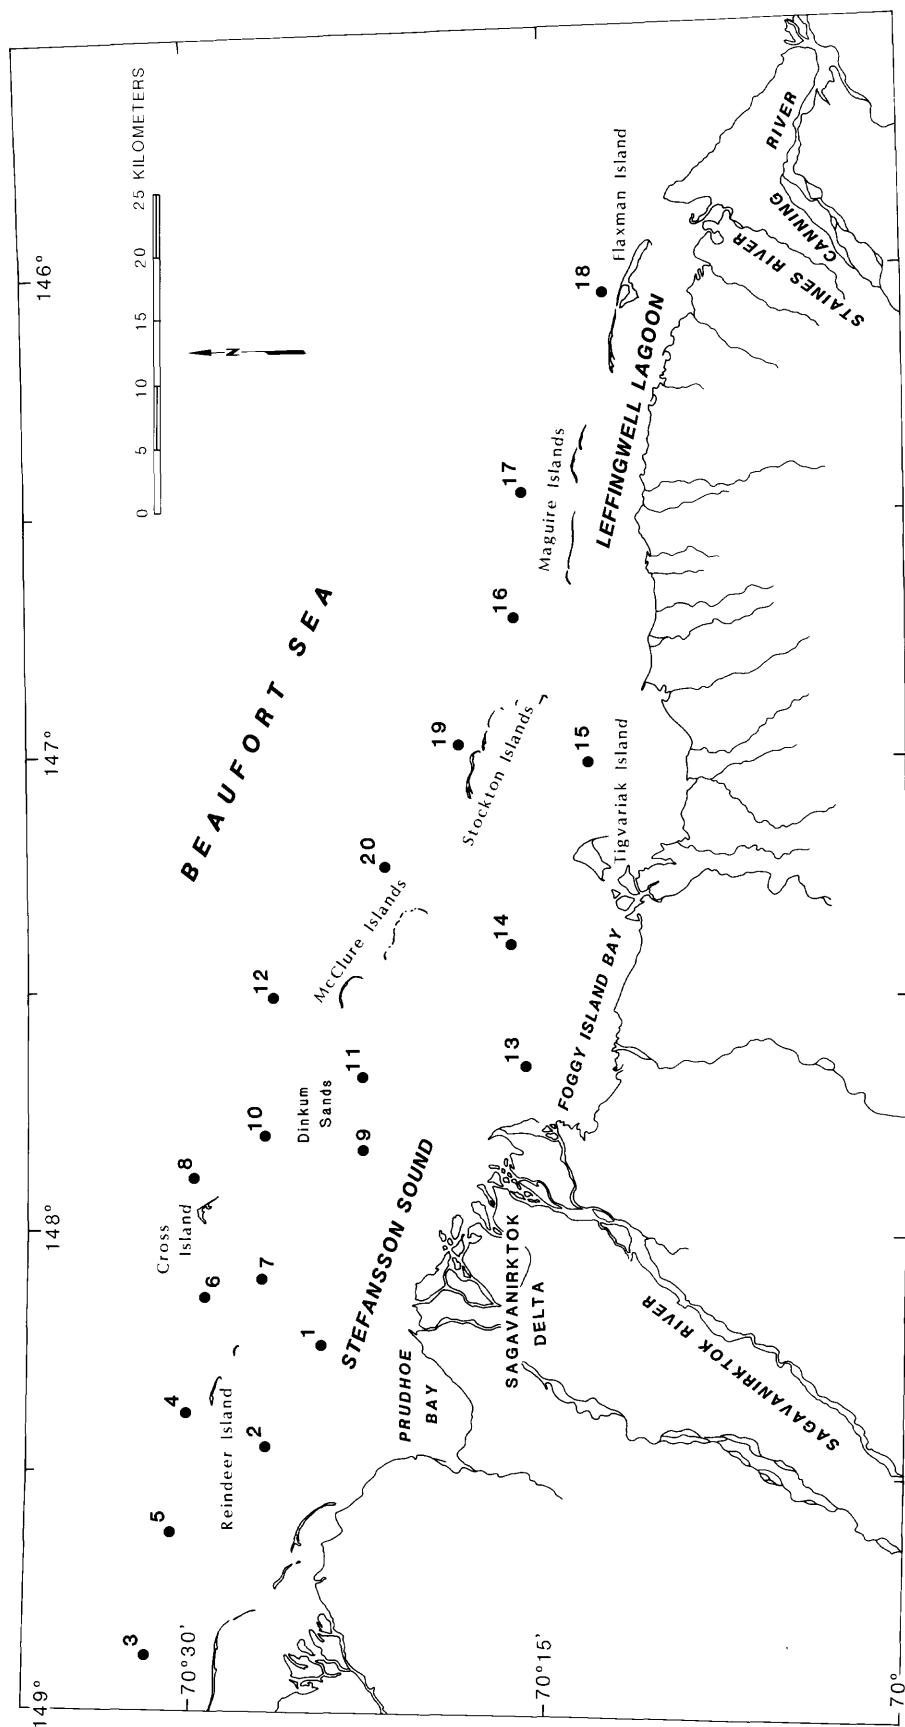 149°
148°
147°
146°
70°30'
70°15'
70°
0 5 10 15 20 25 KILOMETERS
N
BEAUFORT SEA
3
5
4
Reindeer Island
2
6
7
Cross
Island
8
10
1
12
Dinkum
Sands
9
11
McClure Islands
20
STEFANSSON SOUND
PRUDHOE
BAY
SAGAVANIRKTOK
DELTA
SAGAVANIRKTOK RIVER
13
14
FOGGY ISLAND BAY
19
Stockton Islands
15
Tigvariak Island
16
17
Maguire Islands
LEFFINGWELL LAGOON
18
Flaxman Island
STAINES RIVER
CANNING
RIVER